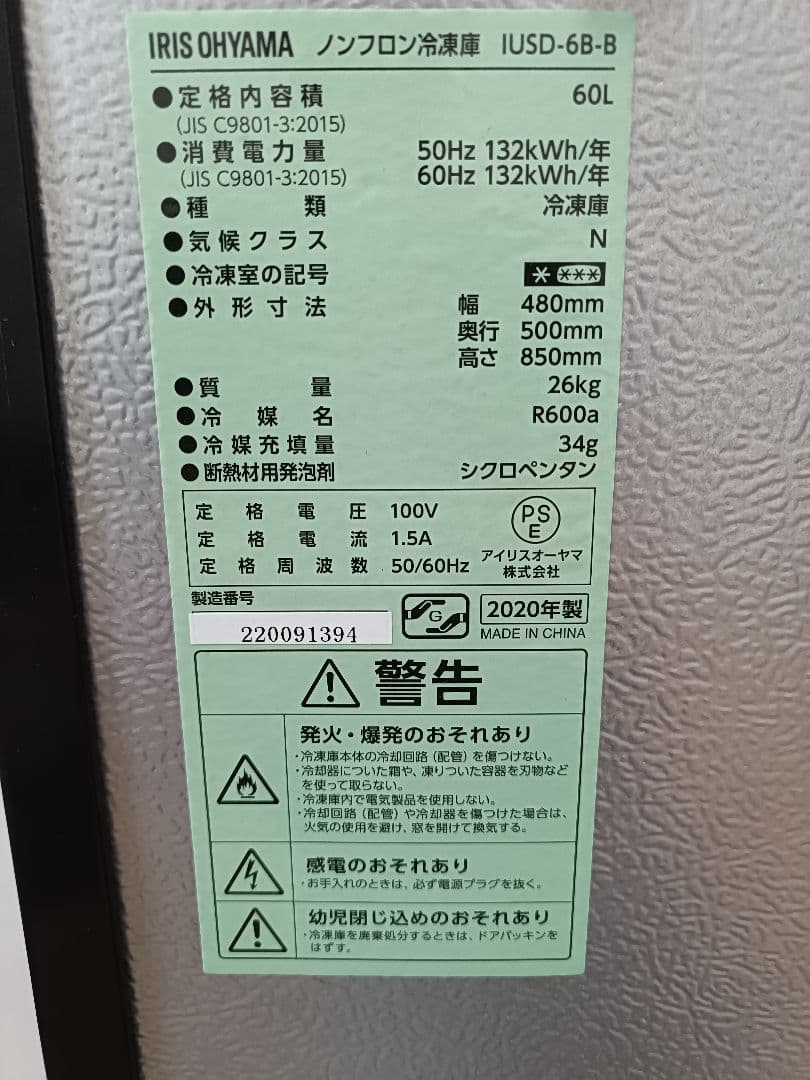 IRIS OHYAMA ノンフロン冷凍庫 IUSD-6B-B
●定格内容積 60L
(JIS C9801-3:2015)
●消費電力量 50Hz 132kWh/年
(JIS C9801-3:2015) 60Hz 132kWh/年
●種類 冷凍庫
●気候クラス N
●冷凍室の記号 * ***
●外形寸法 幅 480mm
奥行 500mm
高さ 850mm
●質量 26kg
●冷媒名 R600a
●冷媒充填量 34g
●断熱材用発泡剤 シクロペンタン
定格電圧 100V
定格電流 1.5A
定格周波数 50/60Hz
PS
E
アイリスオーヤマ
株式会社
製造番号
220091394
G
2020年製
MADE IN CHINA
警告
発火・爆発のおそれあり
・冷凍庫本体の冷却回路（配管）を傷つけない。
・冷却器についた霜や、凍りついた容器を刃物など
を使って取らない。
・冷凍庫内で電気製品を使用しない。
・冷却回路（配管）や冷却器を傷つけた場合は、
火気の使用を避け、窓を開けて換気する。
感電のおそれあり
・お手入れのときは、必ず電源プラグを抜く。
幼児閉じ込めのおそれあり
・冷凍庫を廃棄処分するときは、ドアパッキンを
はずす。